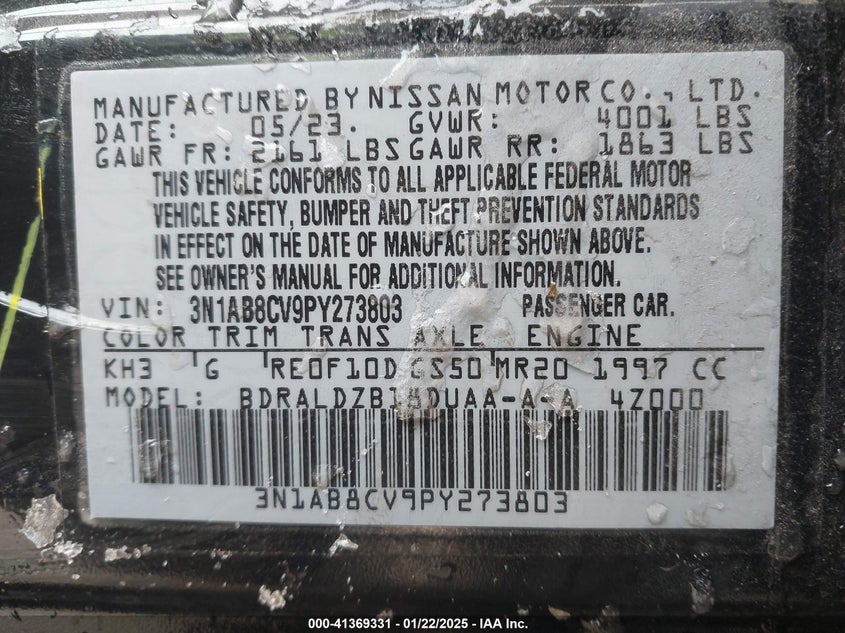 MANUFACTURED BY NISSAN MOTOR CO., LTD.
DATE: 05/23. GVWR: 4001 LBS
GAWR FR: 2161 LBS GAWR RR: 1863 LBS
THIS VEHICLE CONFORMS TO ALL APPLICABLE FEDERAL MOTOR
VEHICLE SAFETY, BUMPER AND THEFT PREVENTION STANDARDS
IN EFFECT ON THE DATE OF MANUFACTURE SHOWN ABOVE.
SEE OWNER'S MANUAL FOR ADDITIONAL INFORMATION.
VIN: 3N1AB8CV9PY273803 PASSENGER CAR.
COLOR TRIM TRANS AXLE ENGINE
KH3 G RE0F10D CS50 MR20 1997 CC
MODEL: BDRALDZB180UAA-A-A 4Z000
3N1AB8CV9PY273803
000-41369331 - 01/22/2025 - IAA Inc.